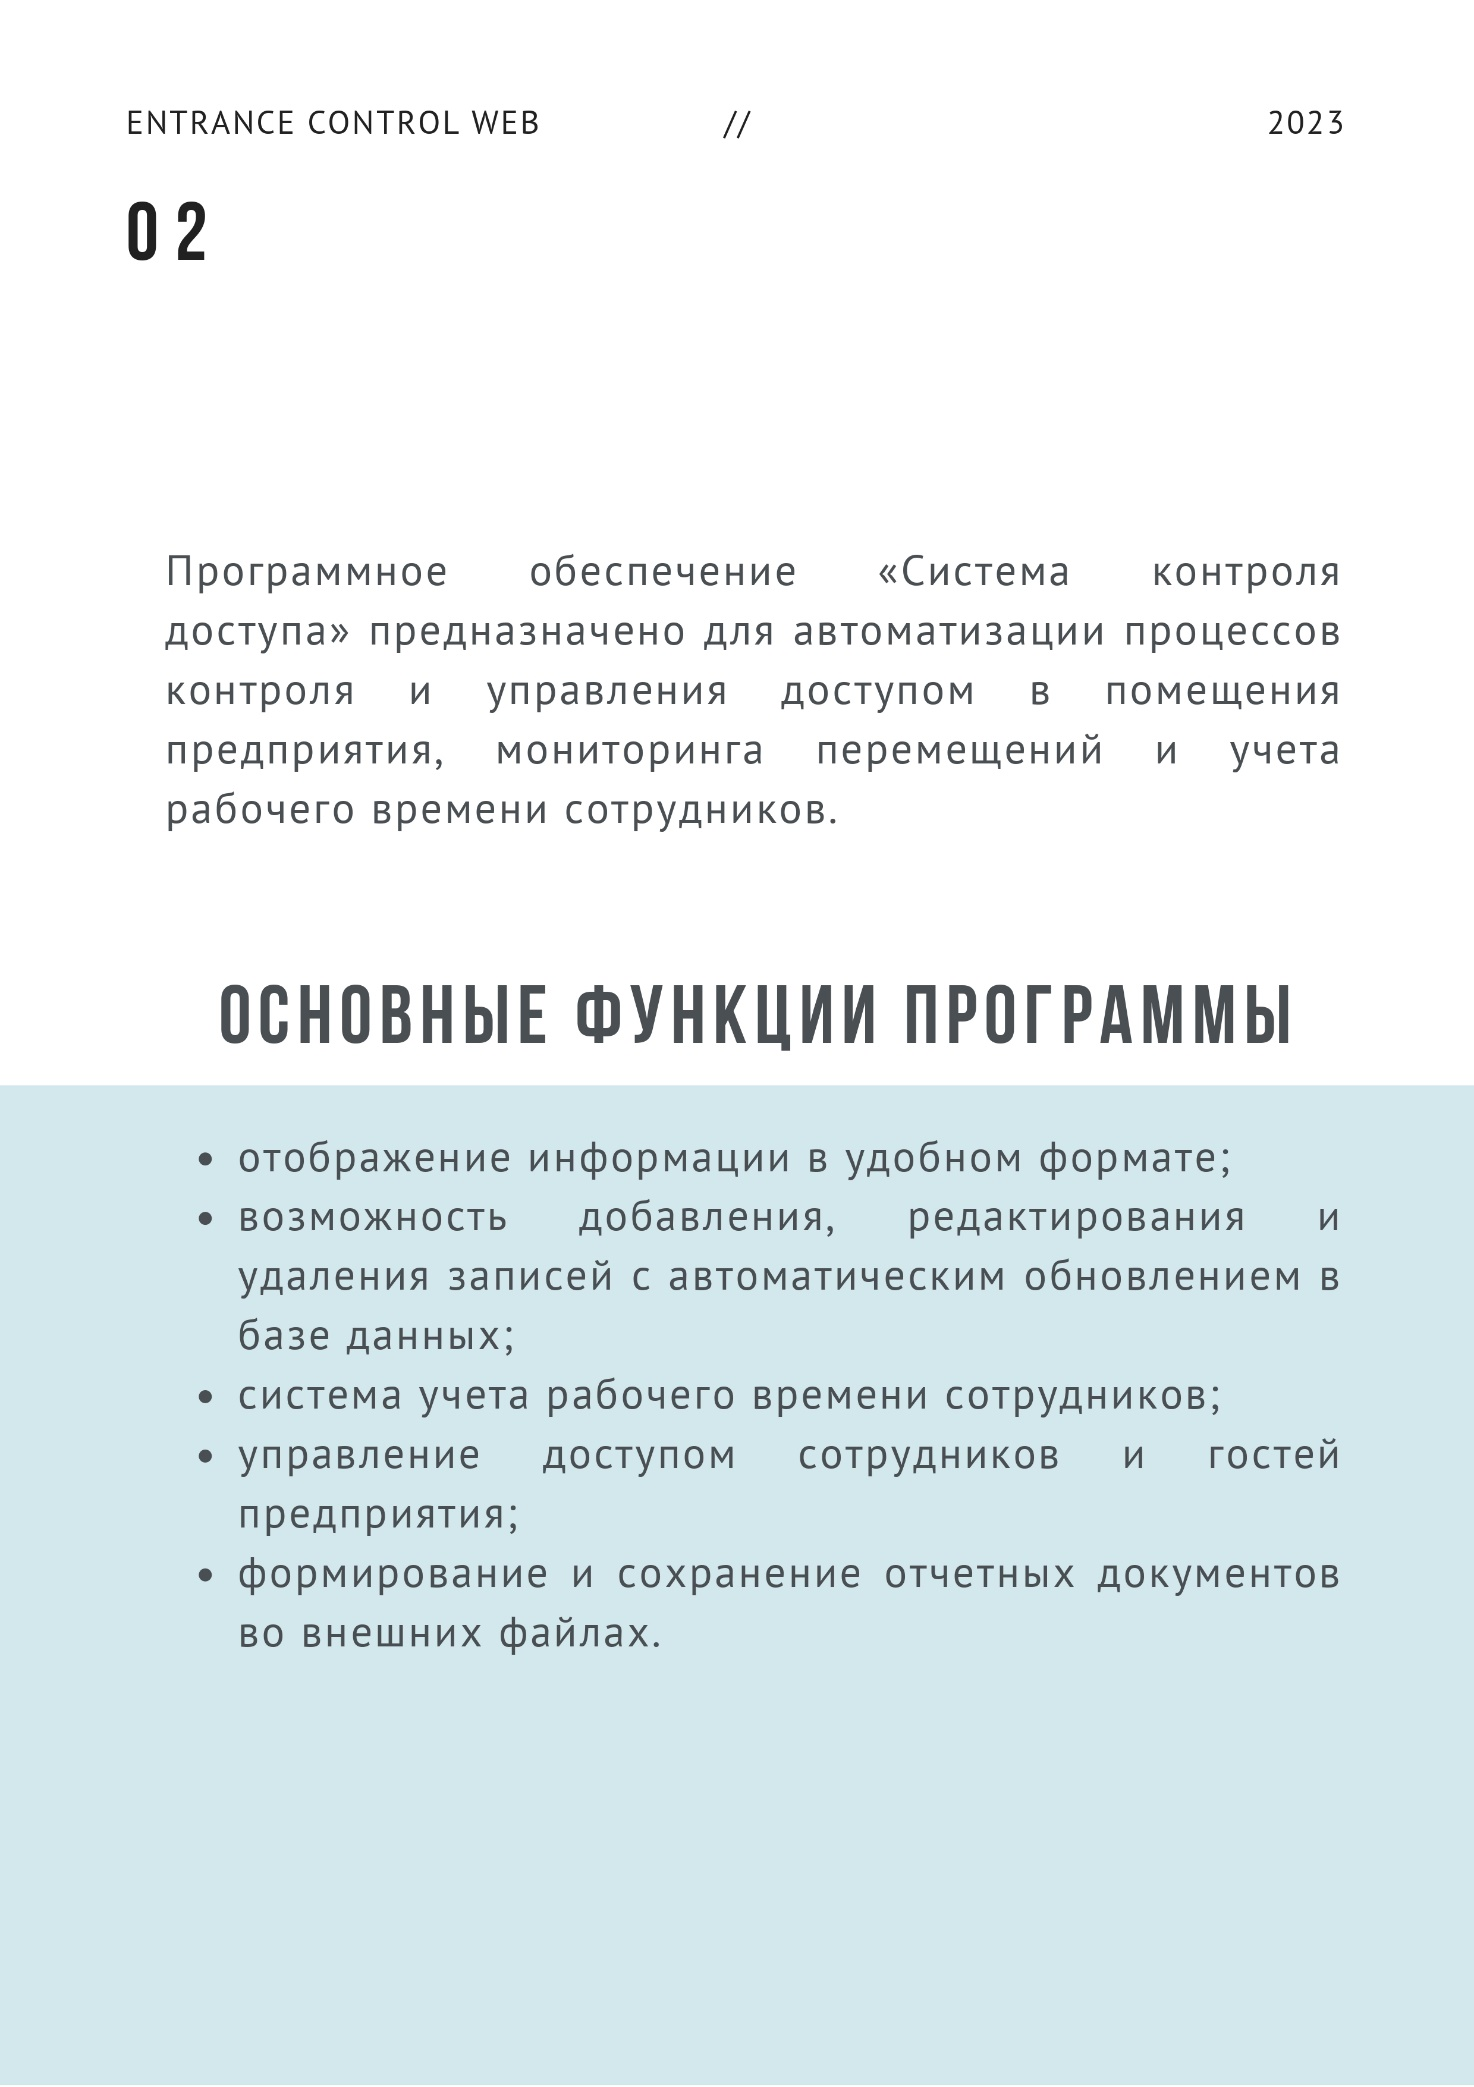 ENTRANCE CONTROL WEB // 2023
02
Программное обеспечение «Система контроля
доступа» предназначено для автоматизации процессов
контроля и управления доступом в помещения
предприятия, мониторинга перемещений и учета
рабочего времени сотрудников.
ОСНОВНЫЕ ФУНКЦИИ ПРОГРАММЫ
• отображение информации в удобном формате;
• возможность добавления, редактирования и
удаления записей с автоматическим обновлением в
базе данных;
• система учета рабочего времени сотрудников;
• управление доступом сотрудников и гостей
предприятия;
• формирование и сохранение отчетных документов
во внешних файлах.